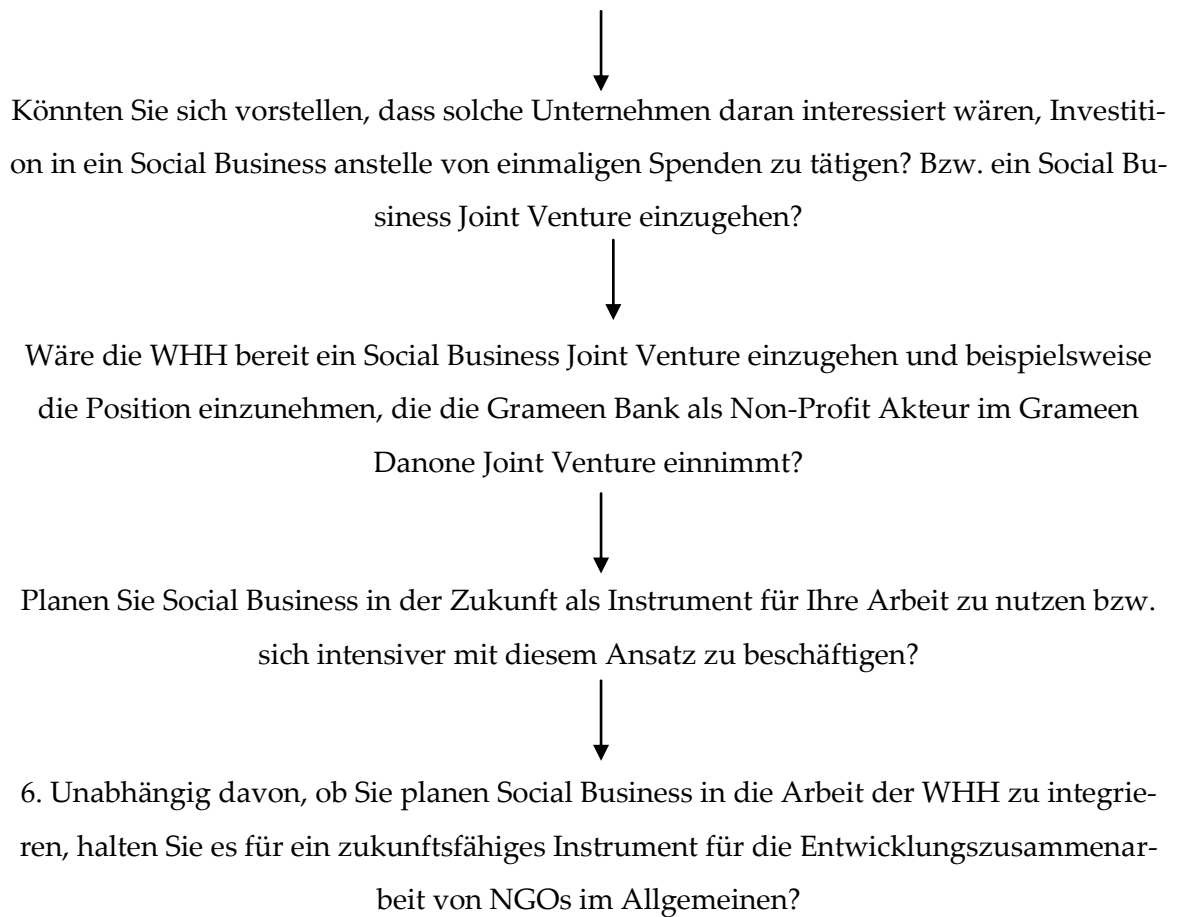 Könnten Sie sich vorstellen, dass solche Unternehmen daran interessiert wären, Investiti-
on in ein Social Business anstelle von einmaligen Spenden zu tätigen? Bzw. ein Social Bu-
siness Joint Venture einzugehen?
Wäre die WHH bereit ein Social Business Joint Venture einzugehen und beispielsweise
die Position einzunehmen, die die Grameen Bank als Non-Profit Akteur im Grameen
Danone Joint Venture einnimmt?
Planen Sie Social Business in der Zukunft als Instrument für Ihre Arbeit zu nutzen bzw.
sich intensiver mit diesem Ansatz zu beschäftigen?
6. Unabhängig davon, ob Sie planen Social Business in die Arbeit der WHH zu integrie-
ren, halten Sie es für ein zukunftsfähiges Instrument für die Entwicklungszusammenar-
beit von NGOs im Allgemeinen?